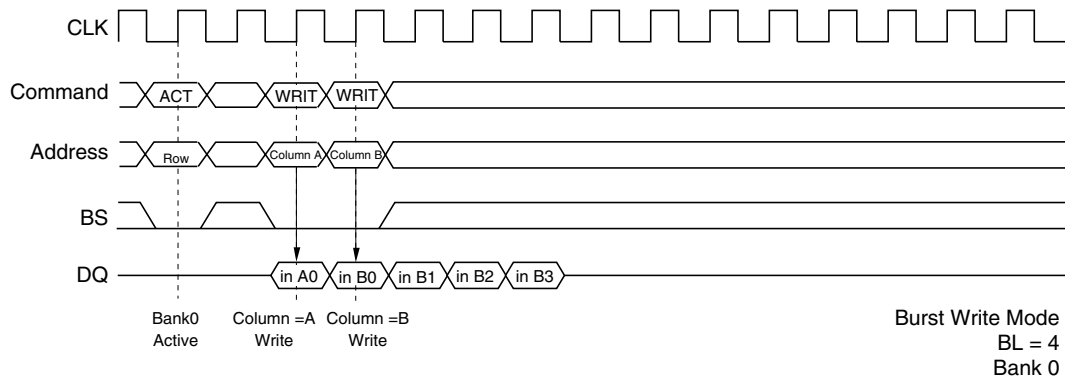 CLK
Command ACT WRIT WRIT
Address Row Column A Column B
BS
DQ in A0 in B0 in B1 in B2 in B3
Bank0 Column =A Column =B
Active Write Write
Burst Write Mode
BL = 4
Bank 0